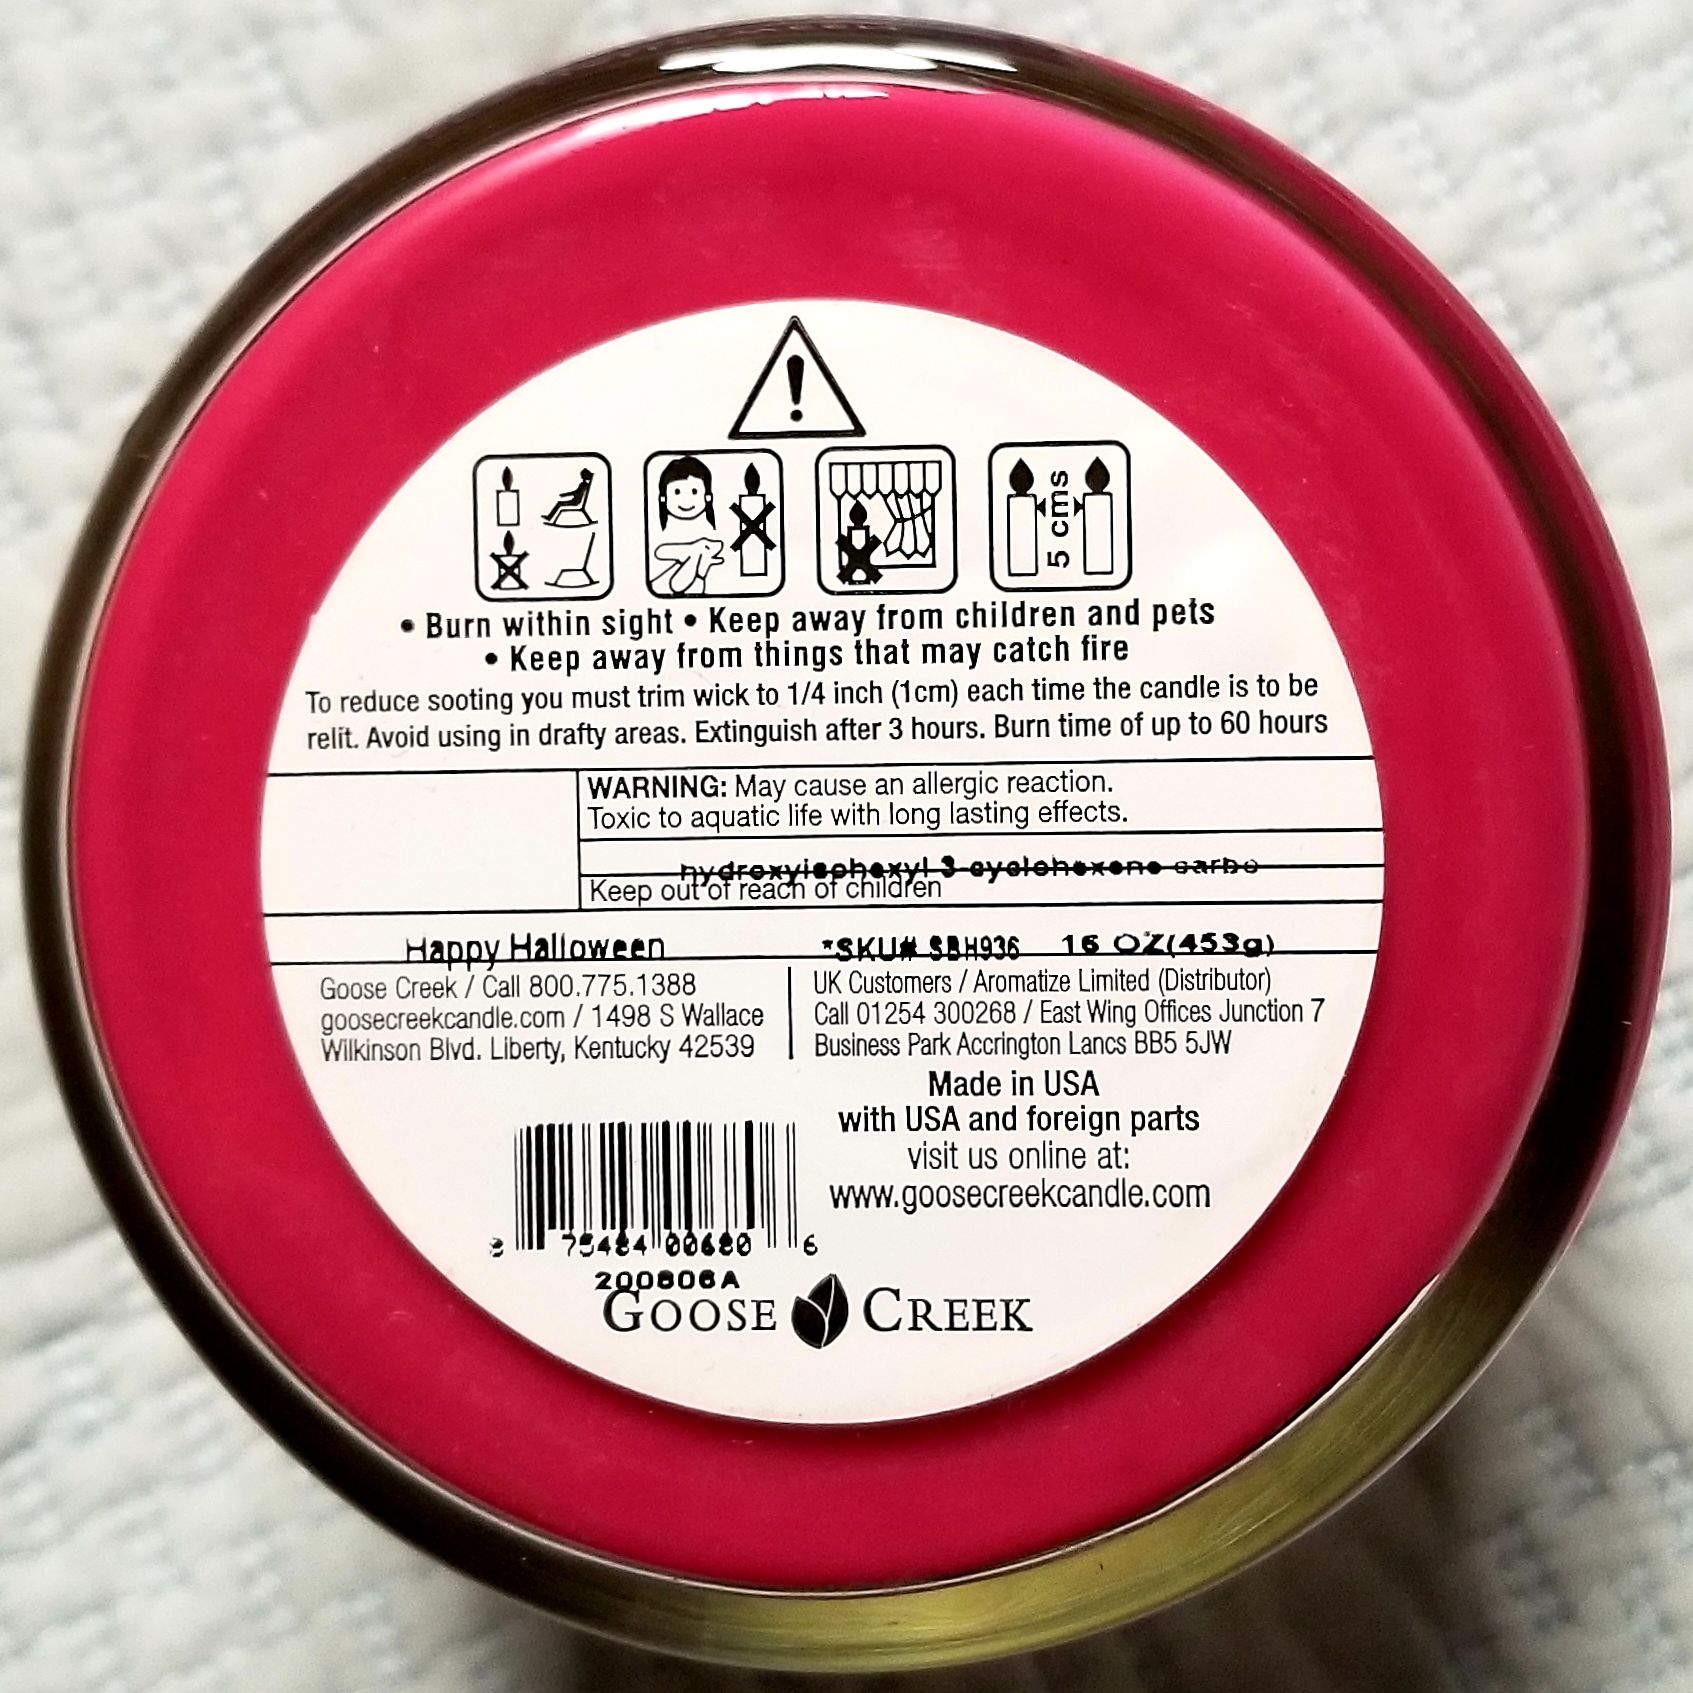 !
5 cms
• Burn within sight • Keep away from children and pets
• Keep away from things that may catch fire
To reduce sooting you must trim wick to 1/4 inch (1cm) each time the candle is to be
relit. Avoid using in drafty areas. Extinguish after 3 hours. Burn time of up to 60 hours
WARNING: May cause an allergic reaction.
Toxic to aquatic life with long lasting effects.
hydroxyisohexyl 3-cyclohexene carbo
Keep out of reach of children
Happy Halloween *SKU# SBH936 16 OZ(453g)
Goose Creek / Call 800.775.1388
goosecreekcandle.com / 1498 S Wallace
Wilkinson Blvd. Liberty, Kentucky 42539
UK Customers / Aromatize Limited (Distributor)
Call 01254 300268 / East Wing Offices Junction 7
Business Park Accrington Lancs BB5 5JW
Made in USA
with USA and foreign parts
visit us online at:
www.goosecreekcandle.com
75484 00680 6
200806A
GOOSE CREEK